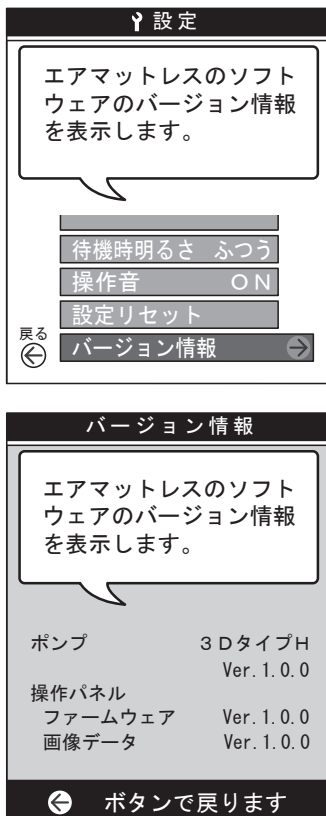 設定
エアマットレスのソフト
ウェアのバージョン情報
を表示します。
待機時明るさ ふつう
操作音 ON
設定リセット
戻る
バージョン情報
バージョン情報
エアマットレスのソフト
ウェアのバージョン情報
を表示します。
ポンプ 3DタイプH
Ver.1.0.0
操作パネル
ファームウェア Ver.1.0.0
画像データ Ver.1.0.0
ボタンで戻ります